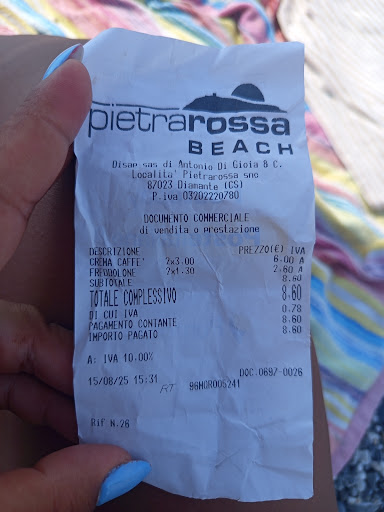 pietrarossa
BEACH
Disap sas di Antonio Di Gioia & C.
Localita' Pietrarossa snc
87023 Diamante (CS)
P.iva 03202220780
DOCUMENTO COMMERCIALE
di vendita o prestazione
DESCRIZIONE PREZZO(€) IVA
CREMA CAFFE' 2x3.00 6.00 A
FREDDOLONE 2x1.30 2.60 A
SUBTOTALE 8.60
TOTALE COMPLESSIVO 8.60
DI CUI IVA 0.78
PAGAMENTO CONTANTE 8.60
IMPORTO PAGATO 8.60
A: IVA 10.00%
15/08/25 15:31 DOC.0697-0026
RT 96MOR005241
Rif N.26